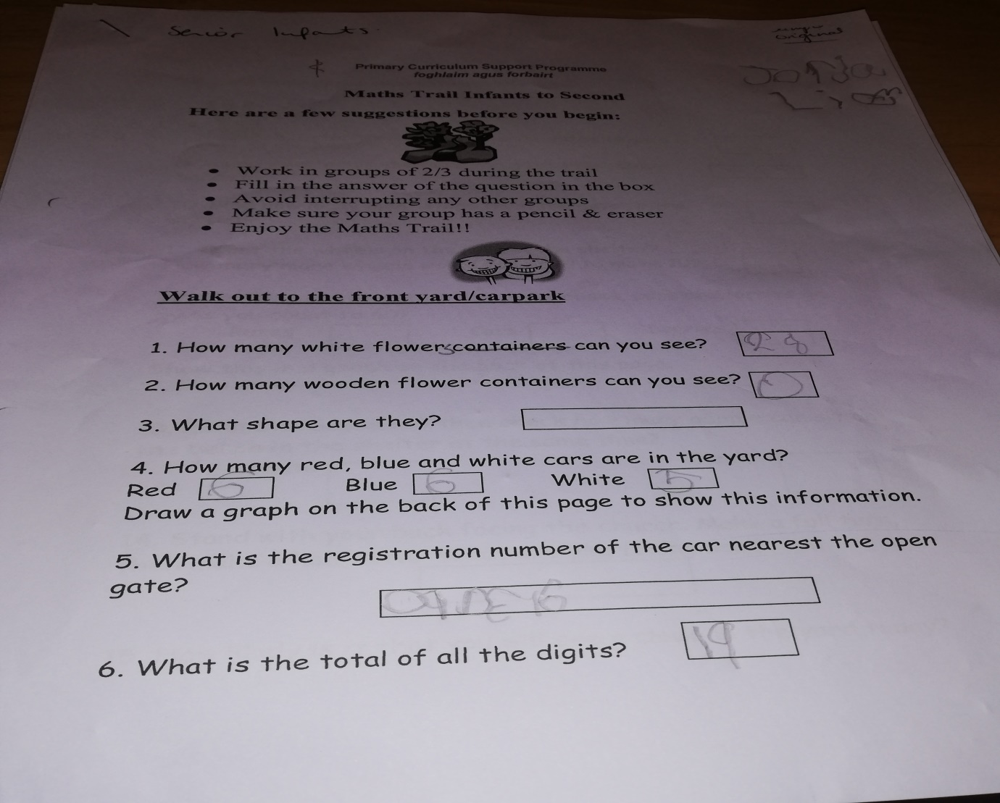 Senior Infants
original
Primary Curriculum Support Programme
foghlaim agus forbairt
Maths Trail Infants to Second
Here are a few suggestions before you begin:
• Work in groups of 2/3 during the trail
• Fill in the answer of the question in the box
• Avoid interrupting any other groups
• Make sure your group has a pencil & eraser
• Enjoy the Maths Trail!!
Walk out to the front yard/carpark
1. How many white flowers containers can you see? 28
2. How many wooden flower containers can you see? 0
3. What shape are they?
4. How many red, blue and white cars are in the yard?
Red 6 Blue 6 White 5
Draw a graph on the back of this page to show this information.
5. What is the registration number of the car nearest the open
gate?
6. What is the total of all the digits? 19